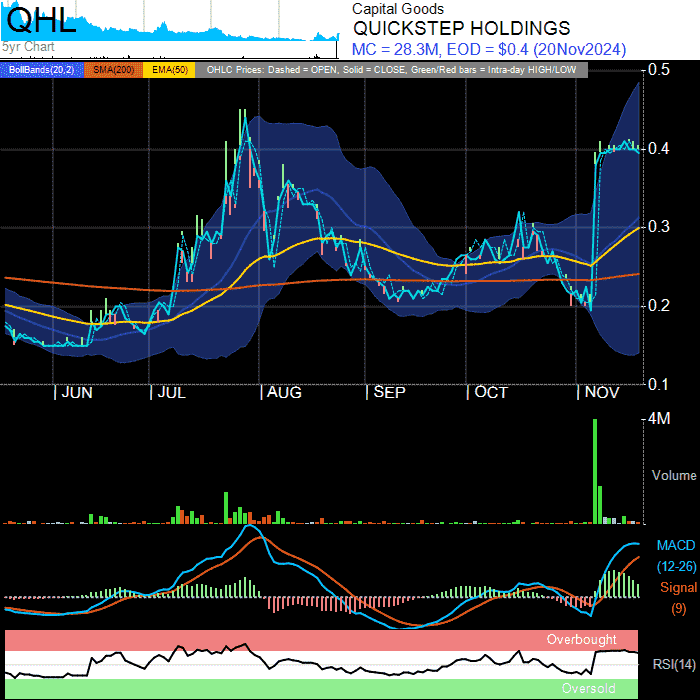 QHL
Capital Goods
QUICKSTEP HOLDINGS
5yr Chart
MC = 28.3M, EOD = $0.4 (20Nov2024)
BollBands(20,2) SMA(200) EMA(50) OHLC Prices: Dashed = OPEN, Solid = CLOSE, Green/Red bars = Intra-day HIGH/LOW
0.5
0.4
0.3
0.2
0.1
JUN JUL AUG SEP OCT NOV
4M
Volume
MACD
(12-26)
Signal
(9)
Overbought
RSI(14)
Oversold